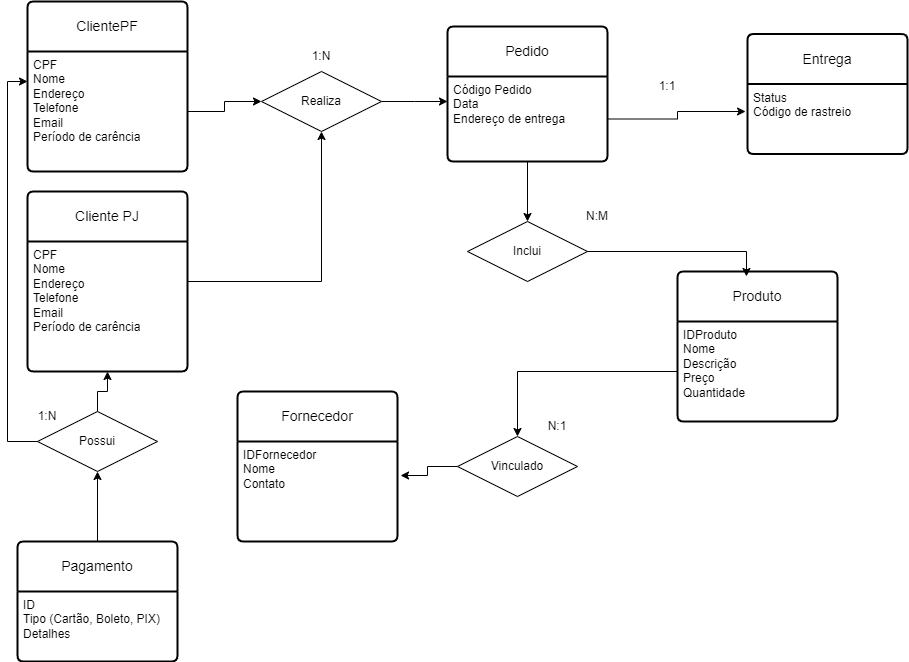 ClientePF
CPF
Nome
Endereço
Telefone
Email
Período de carência
1:N
Realiza
Pedido
Código Pedido
Data
Endereço de entrega
1:1
Entrega
Status
Código de rastreio
Cliente PJ
CPF
Nome
Endereço
Telefone
Email
Período de carência
N:M
Inclui
Produto
IDProduto
Nome
Descrição
Preço
Quantidade
1:N
Possui
Fornecedor
IDFornecedor
Nome
Contato
N:1
Vinculado
Pagamento
ID
Tipo (Cartão, Boleto, PIX)
Detalhes